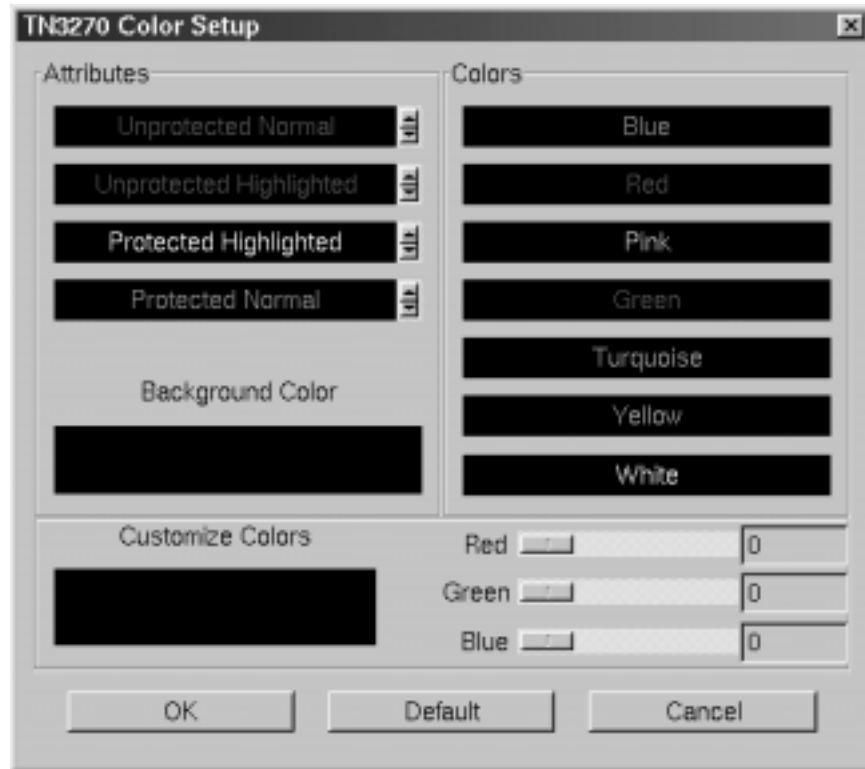 TN3270 Color Setup
Attributes
Unprotected Normal
Unprotected Highlighted
Protected Highlighted
Protected Normal
Background Color
Colors
Blue
Red
Pink
Green
Turquoise
Yellow
White
Customize Colors
Red 0
Green 0
Blue 0
OK Default Cancel